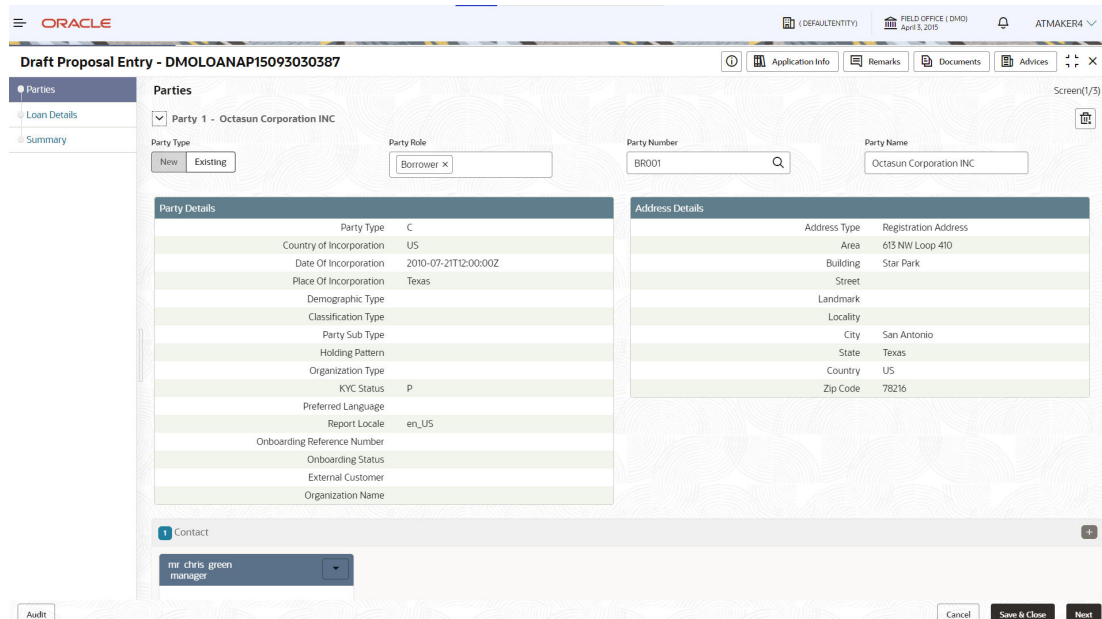 ORACLE
( DEFAULTENTITY)
FIELD OFFICE ( DMO)
April 3, 2015
ATMAKER4
Draft Proposal Entry - DMOLOANAP15093030387
Application Info
Remarks
Documents
Advices
Parties
Loan Details
Summary
Parties
Screen(1/3)
Party 1 - Octasun Corporation INC
Party Type
Party Role
Party Number
Party Name
New
Existing
Borrower ×
BR001
Octasun Corporation INC
Party Details
Party Type C
Country of Incorporation US
Date Of Incorporation 2010-07-21T12:00:00Z
Place Of Incorporation Texas
Demographic Type
Classification Type
Party Sub Type
Holding Pattern
Organization Type
KYC Status P
Preferred Language
Report Locale en_US
Onboarding Reference Number
Onboarding Status
External Customer
Organization Name
Address Details
Address Type Registration Address
Area 613 NW Loop 410
Building Star Park
Street
Landmark
Locality
City San Antonio
State Texas
Country US
Zip Code 78216
1 Contact
mr chris green
manager
Audit
Cancel
Save & Close
Next